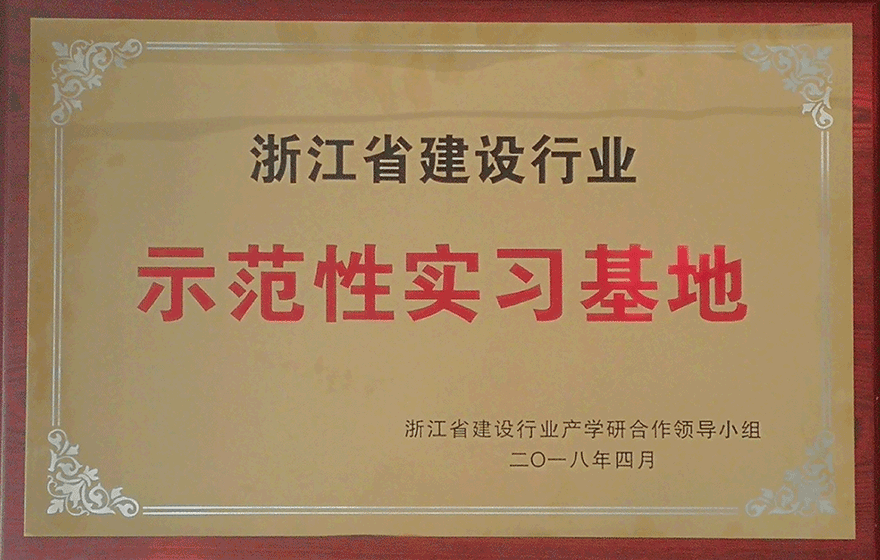 浙江省建设行业
示范性实习基地
浙江省建设行业产学研合作领导小组
二〇一八年四月